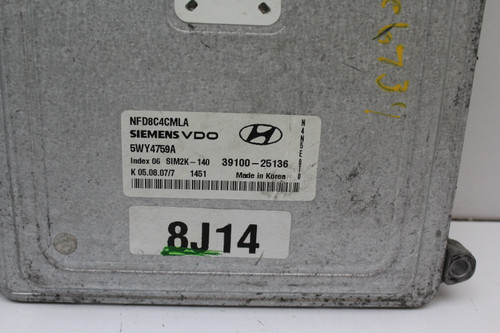 NFD8C4CMLA
SIEMENS VDO
5WY4759A
Index 06 SIM2K-140 39100-25136
K 05.08.07/7 1451 Made in Korea
8J14